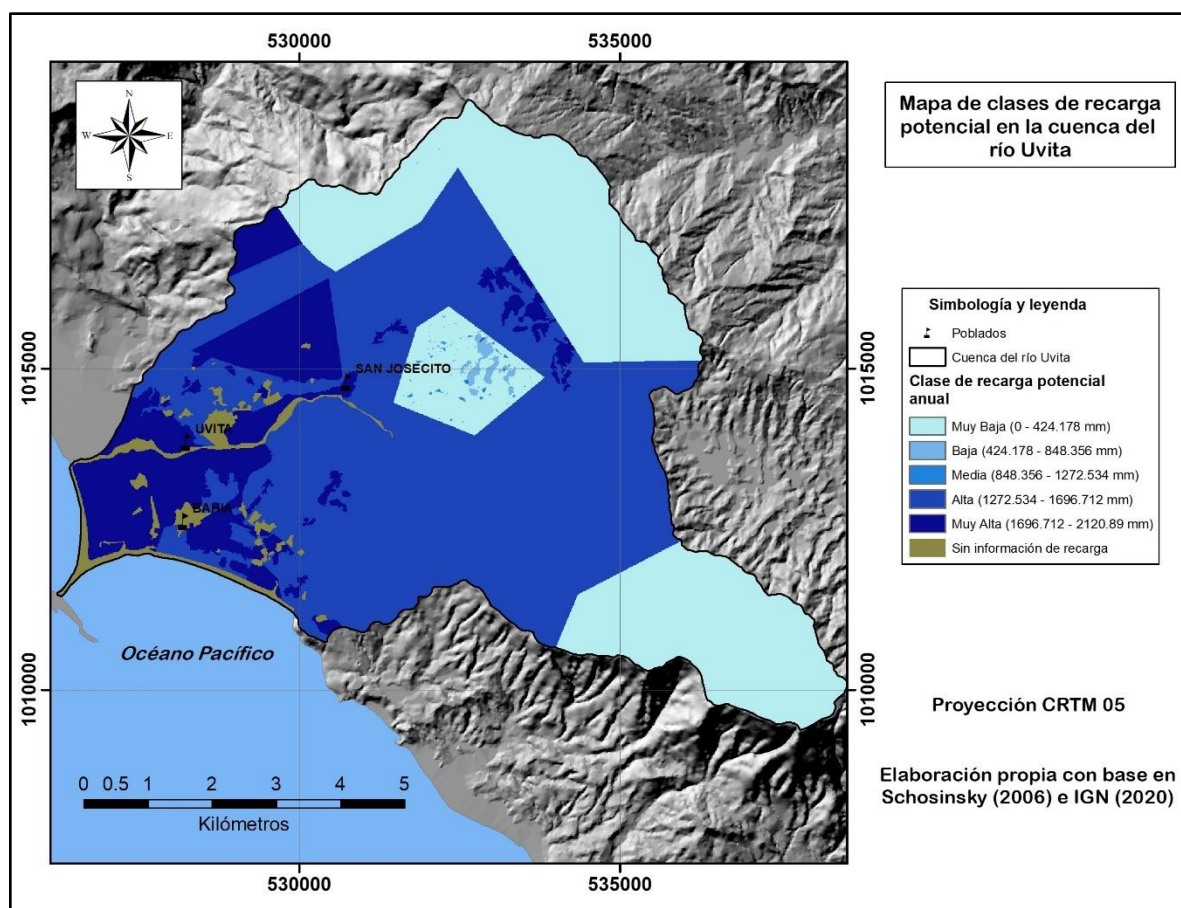 530000
535000
N
W
E
S
Mapa de clases de recarga
potencial en la cuenca del
río Uvita
1015000
1015000
SAN JOSECITO
UVITA
BAHIA
Simbología y leyenda
Poblados
Cuenca del río Uvita
Clase de recarga potencial
anual
Muy Baja (0 - 424.178 mm)
Baja (424.178 - 848.356 mm)
Media (848.356 - 1272.534 mm)
Alta (1272.534 - 1696.712 mm)
Muy Alta (1696.712 - 2120.89 mm)
Sin información de recarga
Océano Pacífico
1010000
1010000
Proyección CRTM 05
0 0.5 1 2 3 4 5
Kilómetros
Elaboración propia con base en
Schosinsky (2006) e IGN (2020)
530000
535000